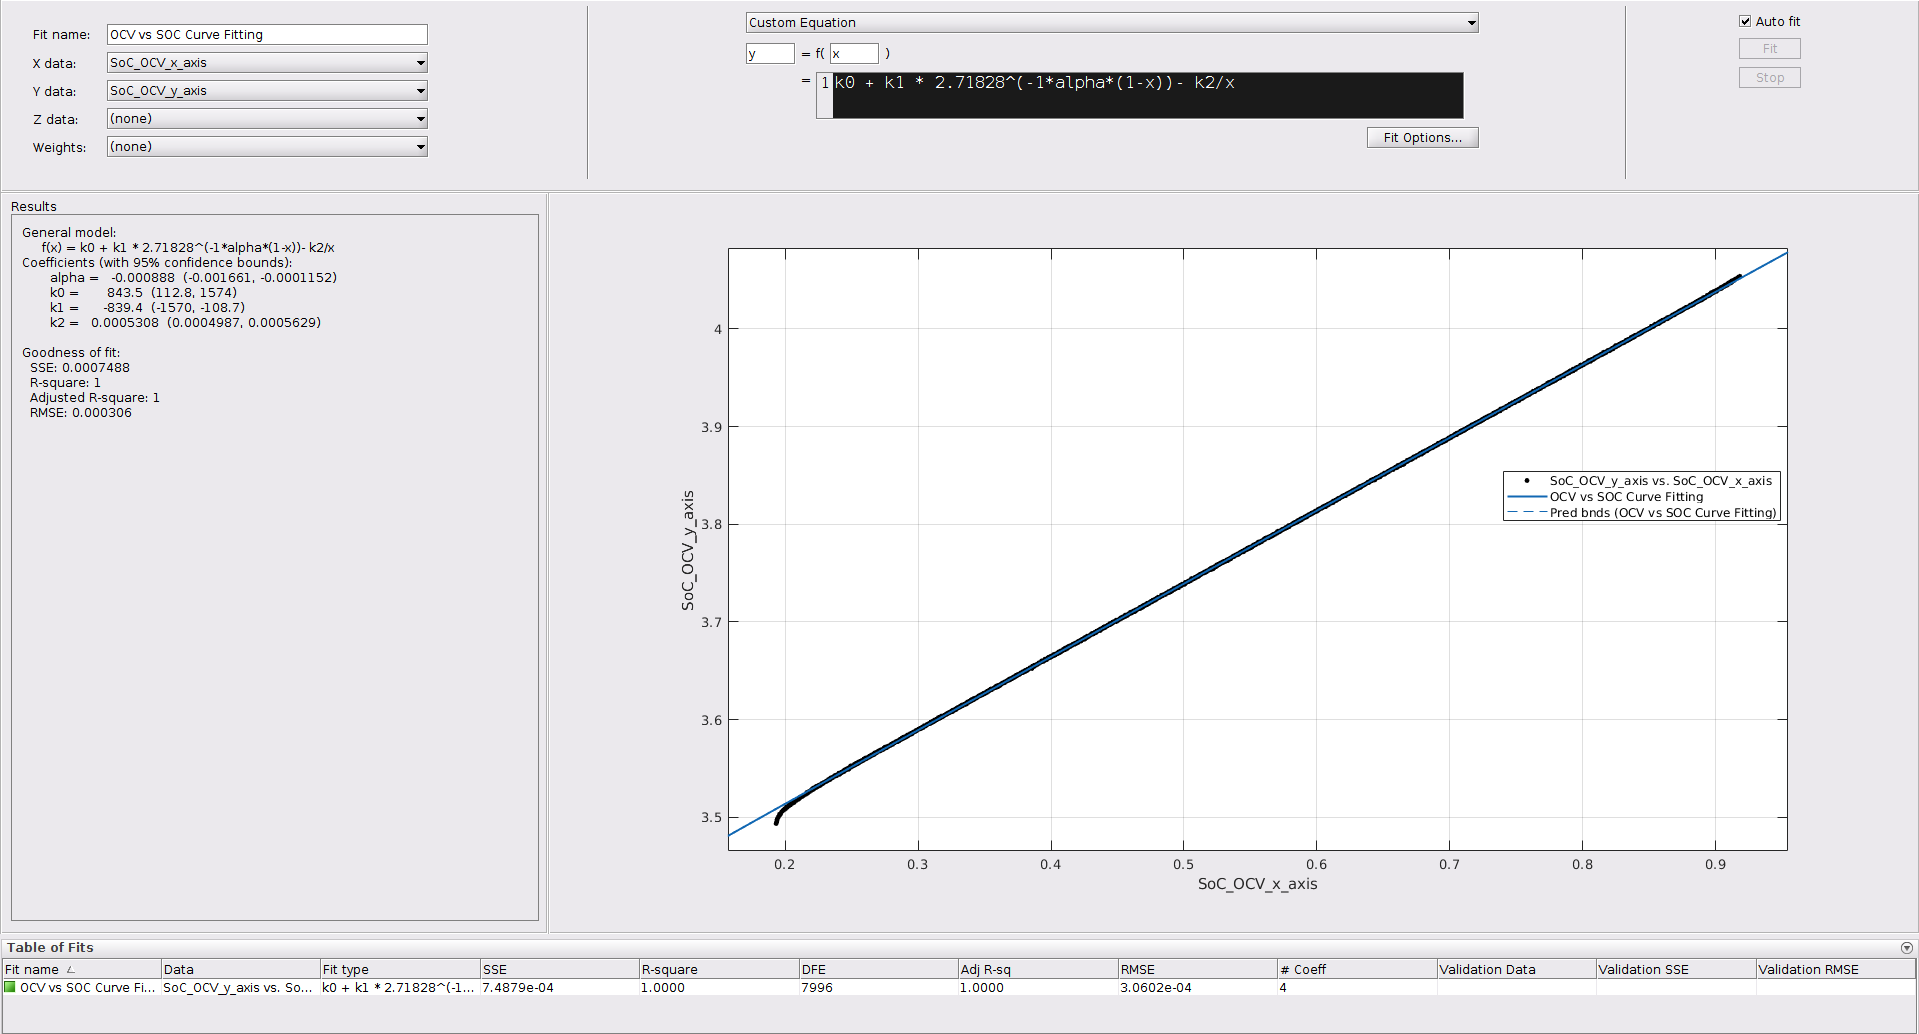 Fit name: OCV vs SOC Curve Fitting
X data: SoC_OCV_x_axis
Y data: SoC_OCV_y_axis
Z data: (none)
Weights: (none)
Custom Equation
y = f( x )
= 1 k0 + k1 * 2.71828^(-1*alpha*(1-x))- k2/x
Fit Options...
Auto fit
Fit
Stop
Results
General model:
f(x) = k0 + k1 * 2.71828^(-1*alpha*(1-x))- k2/x
Coefficients (with 95% confidence bounds):
alpha = -0.000888 (-0.001661, -0.0001152)
k0 = 843.5 (112.8, 1574)
k1 = -839.4 (-1570, -108.7)
k2 = 0.0005308 (0.0004987, 0.0005629)
Goodness of fit:
SSE: 0.0007488
R-square: 1
Adjusted R-square: 1
RMSE: 0.000306
4
3.9
3.8
3.7
3.6
3.5
SoC_OCV_y_axis
0.2 0.3 0.4 0.5 0.6 0.7 0.8 0.9
SoC_OCV_x_axis
SoC_OCV_y_axis vs. SoC_OCV_x_axis
OCV vs SOC Curve Fitting
Pred bnds (OCV vs SOC Curve Fitting)
Table of Fits
Fit name Data Fit type SSE R-square DFE Adj R-sq RMSE # Coeff Validation Data Validation SSE Validation RMSE
OCV vs SOC Curve Fi... SoC_OCV_y_axis vs. So... k0 + k1 * 2.71828^(-1... 7.4879e-04 1.0000 7996 1.0000 3.0602e-04 4